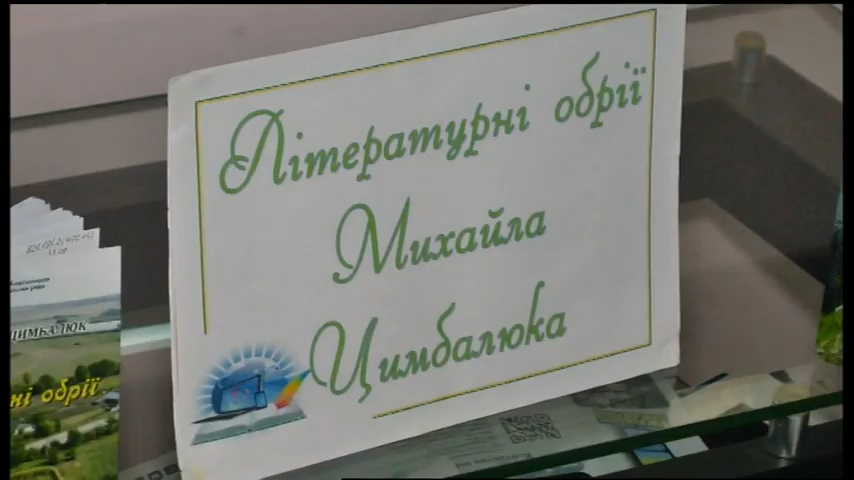 Літературні обрії
Михайла
Цимбалюка
ЦИМБАЛЮК
ні обрії